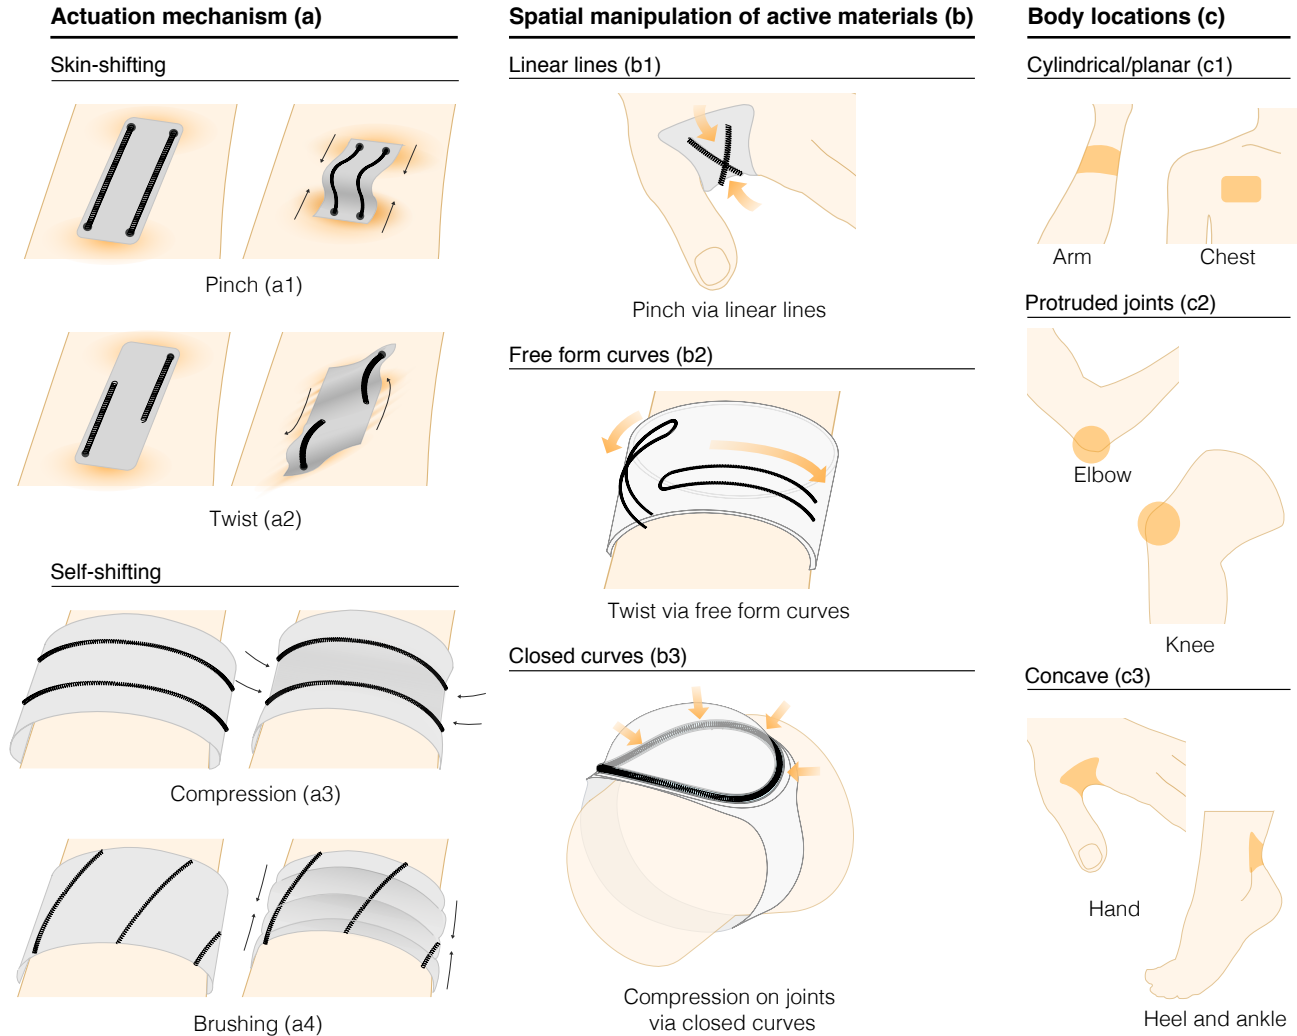 Actuation mechanism (a)
Skin-shifting
Pinch (a1)
Twist (a2)
Self-shifting
Compression (a3)
Brushing (a4)
Spatial manipulation of active materials (b)
Linear lines (b1)
Pinch via linear lines
Free form curves (b2)
Twist via free form curves
Closed curves (b3)
Compression on joints
via closed curves
Body locations (c)
Cylindrical/planar (c1)
Arm
Chest
Protruded joints (c2)
Elbow
Knee
Concave (c3)
Hand
Heel and ankle